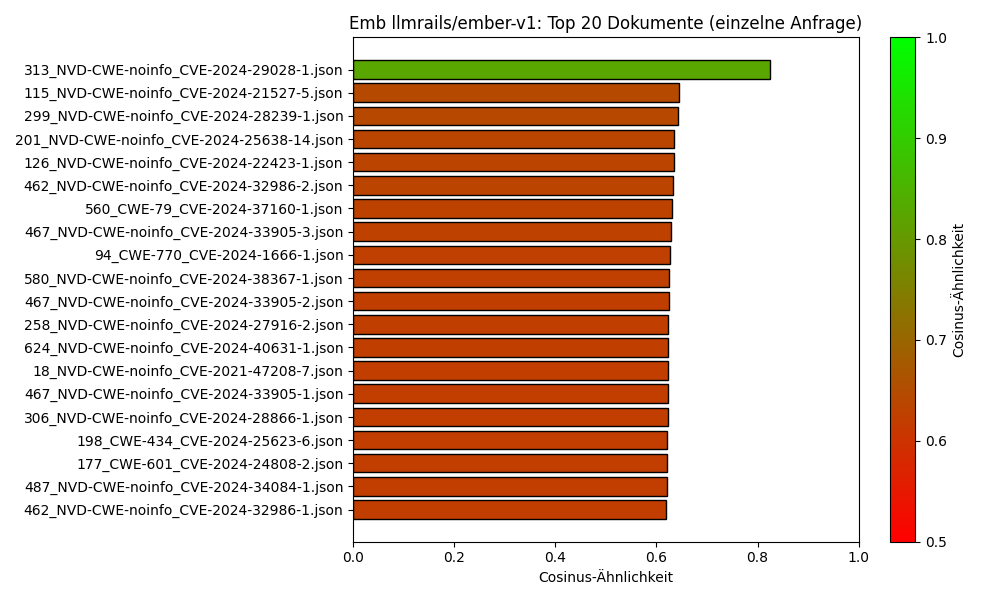 Emb llmrails/ember-v1: Top 20 Dokumente (einzelne Anfrage)
313_NVD-CWE-noinfo_CVE-2024-29028-1.json
115_NVD-CWE-noinfo_CVE-2024-21527-5.json
299_NVD-CWE-noinfo_CVE-2024-28239-1.json
201_NVD-CWE-noinfo_CVE-2024-25638-14.json
126_NVD-CWE-noinfo_CVE-2024-22423-1.json
462_NVD-CWE-noinfo_CVE-2024-32986-2.json
560_CWE-79_CVE-2024-37160-1.json
467_NVD-CWE-noinfo_CVE-2024-33905-3.json
94_CWE-770_CVE-2024-1666-1.json
580_NVD-CWE-noinfo_CVE-2024-38367-1.json
467_NVD-CWE-noinfo_CVE-2024-33905-2.json
258_NVD-CWE-noinfo_CVE-2024-27916-2.json
624_NVD-CWE-noinfo_CVE-2024-40631-1.json
18_NVD-CWE-noinfo_CVE-2021-47208-7.json
467_NVD-CWE-noinfo_CVE-2024-33905-1.json
306_NVD-CWE-noinfo_CVE-2024-28866-1.json
198_CWE-434_CVE-2024-25623-6.json
177_CWE-601_CVE-2024-24808-2.json
487_NVD-CWE-noinfo_CVE-2024-34084-1.json
462_NVD-CWE-noinfo_CVE-2024-32986-1.json
0.0 0.2 0.4 0.6 0.8 1.0
Cosinus-Ähnlichkeit
1.0
0.9
0.8
0.7
0.6
0.5
Cosinus-Ähnlichkeit